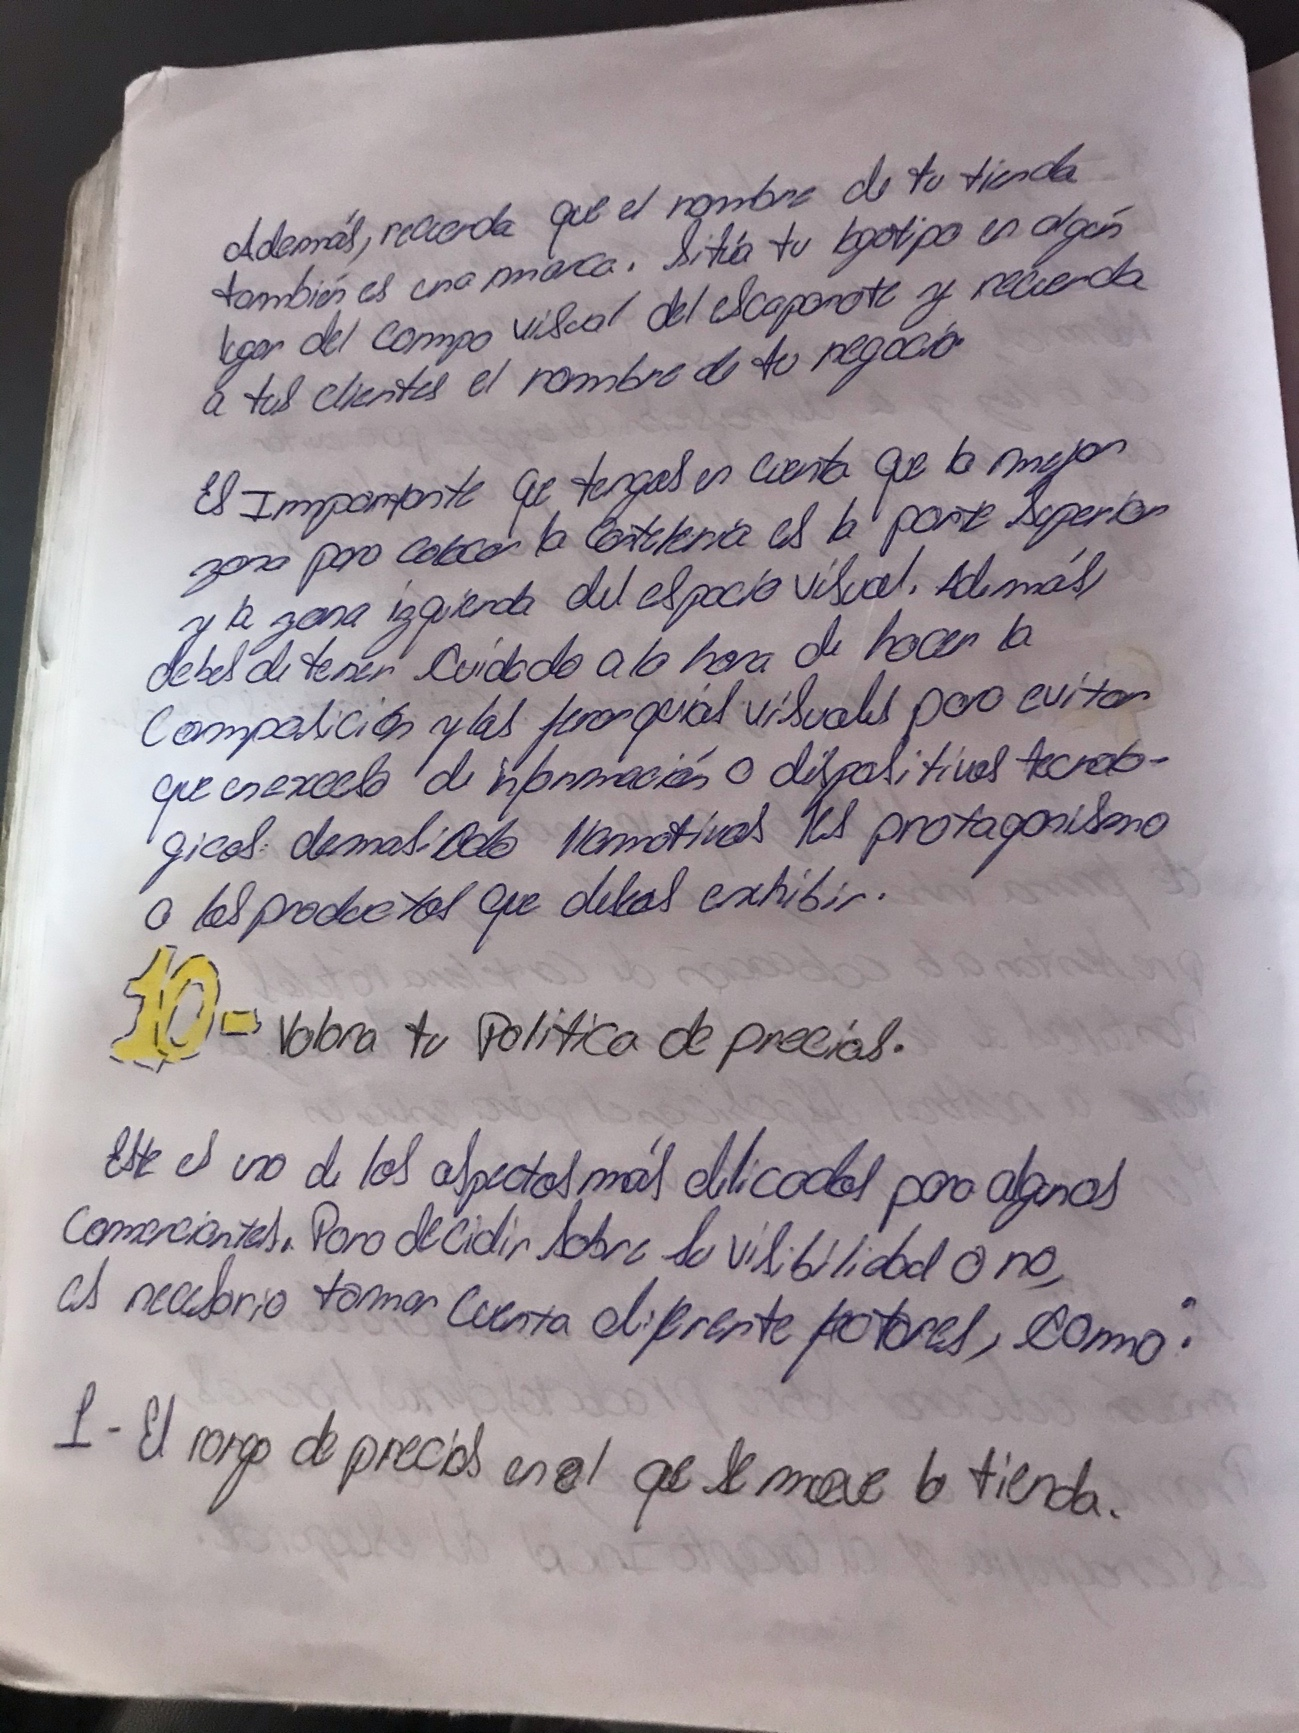 Además, recuerda que el nombre de tu tienda
también es una marca. Sitúa tu logotipo en algún
lugar del campo visual del escaparate y recuerda
a tus clientes el nombre de tu negocio
Es Importante que tengas en cuenta que la mejor
zona para colocar la Cartelería es la parte Superior
y la zona izquierda del espacio visual. Además,
debes de tener Cuidado a la hora de hacer la
Composición y las jerarquías visuales para evitar
que en exceso de información o dispositivos tecnoló-
gicos demasiado llamativos les protagonismo
a los productos que deseas exhibir.
10- Valora tu Política de precios.
Este es uno de los aspectos más delicados para algunos
Comerciantes. Para decidir sobre su visibilidad o no,
es necesario tomar Cuenta diferente factores, como:
1- El rango de precios en el que se mueve la tienda.